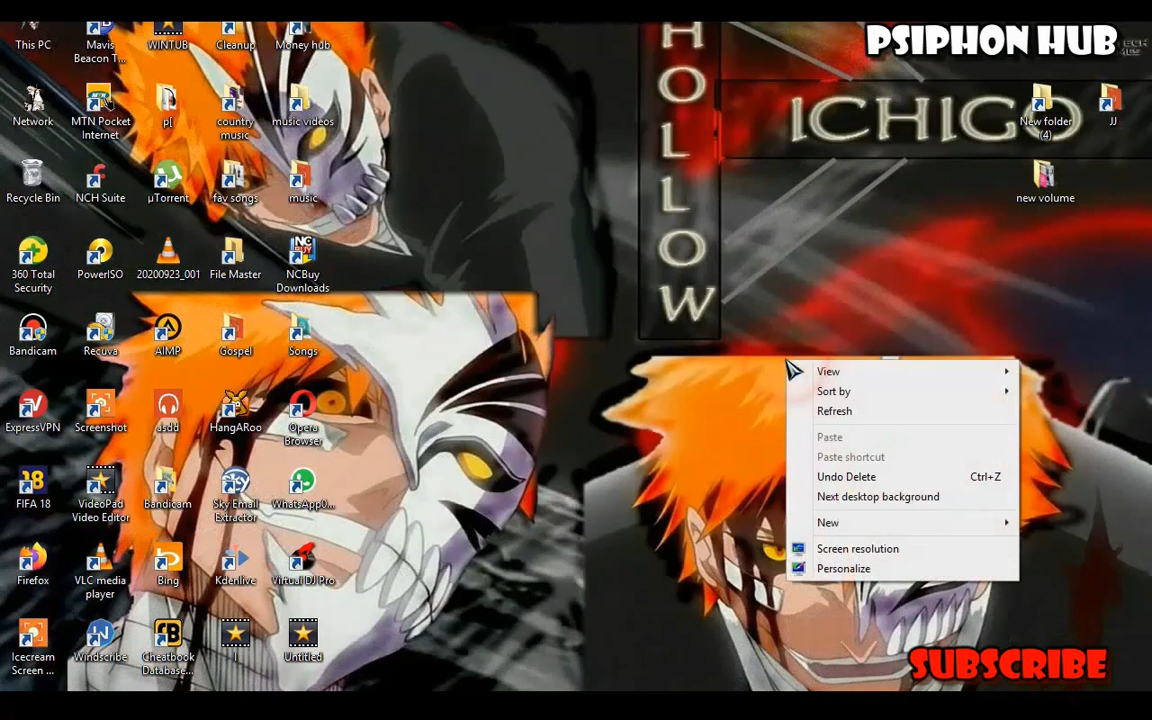 PSIPHON HUB
HOLLOW
ICHIGO
This PC
Mavis
Beacon T...
WINTUB
Cleanup
Money hub
Network
MTN Pocket
Internet
p[
country
music
music videos
New folder
(4)
JJ
Recycle Bin
NCH Suite
µTorrent
fav songs
music
new volume
360 Total
Security
PowerISO
20200923_001
File Master
NCBuy
Downloads
Bandicam
Recuva
AIMP
Gospel
Songs
ExpressVPN
Screenshot
asdd
HangARoo
Opera
Browser
FIFA 18
VideoPad
Video Editor
Bandicam
Sky Email
Extractor
WhatsApp0...
Firefox
VLC media
player
Bing
Kdenlive
Virtual DJ Pro
Icecream
Screen ...
Windscribe
Cheatbook
Database...
Untitled
View
Sort by
Refresh
Paste
Paste shortcut
Undo Delete Ctrl+Z
Next desktop background
New
Screen resolution
Personalize
SUBSCRIBE